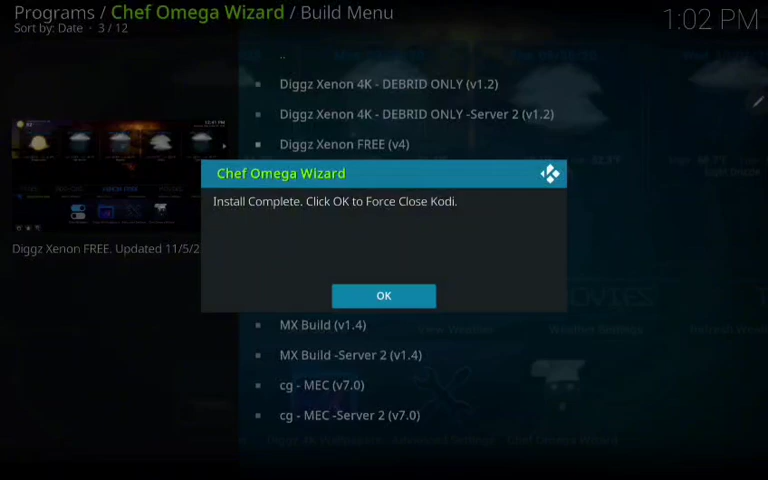 Programs / Chef Omega Wizard / Build Menu
Sort by: Date · 3 / 12
1:02 PM
..
Diggz Xenon 4K - DEBRID ONLY (v1.2)
Diggz Xenon 4K - DEBRID ONLY -Server 2 (v1.2)
Diggz Xenon FREE (v4)
Chef Omega Wizard
Install Complete. Click OK to Force Close Kodi.
Diggz Xenon FREE. Updated 11/5/2
OK
MX Build (v1.4)
MX Build -Server 2 (v1.4)
cg - MEC (v7.0)
cg - MEC -Server 2 (v7.0)